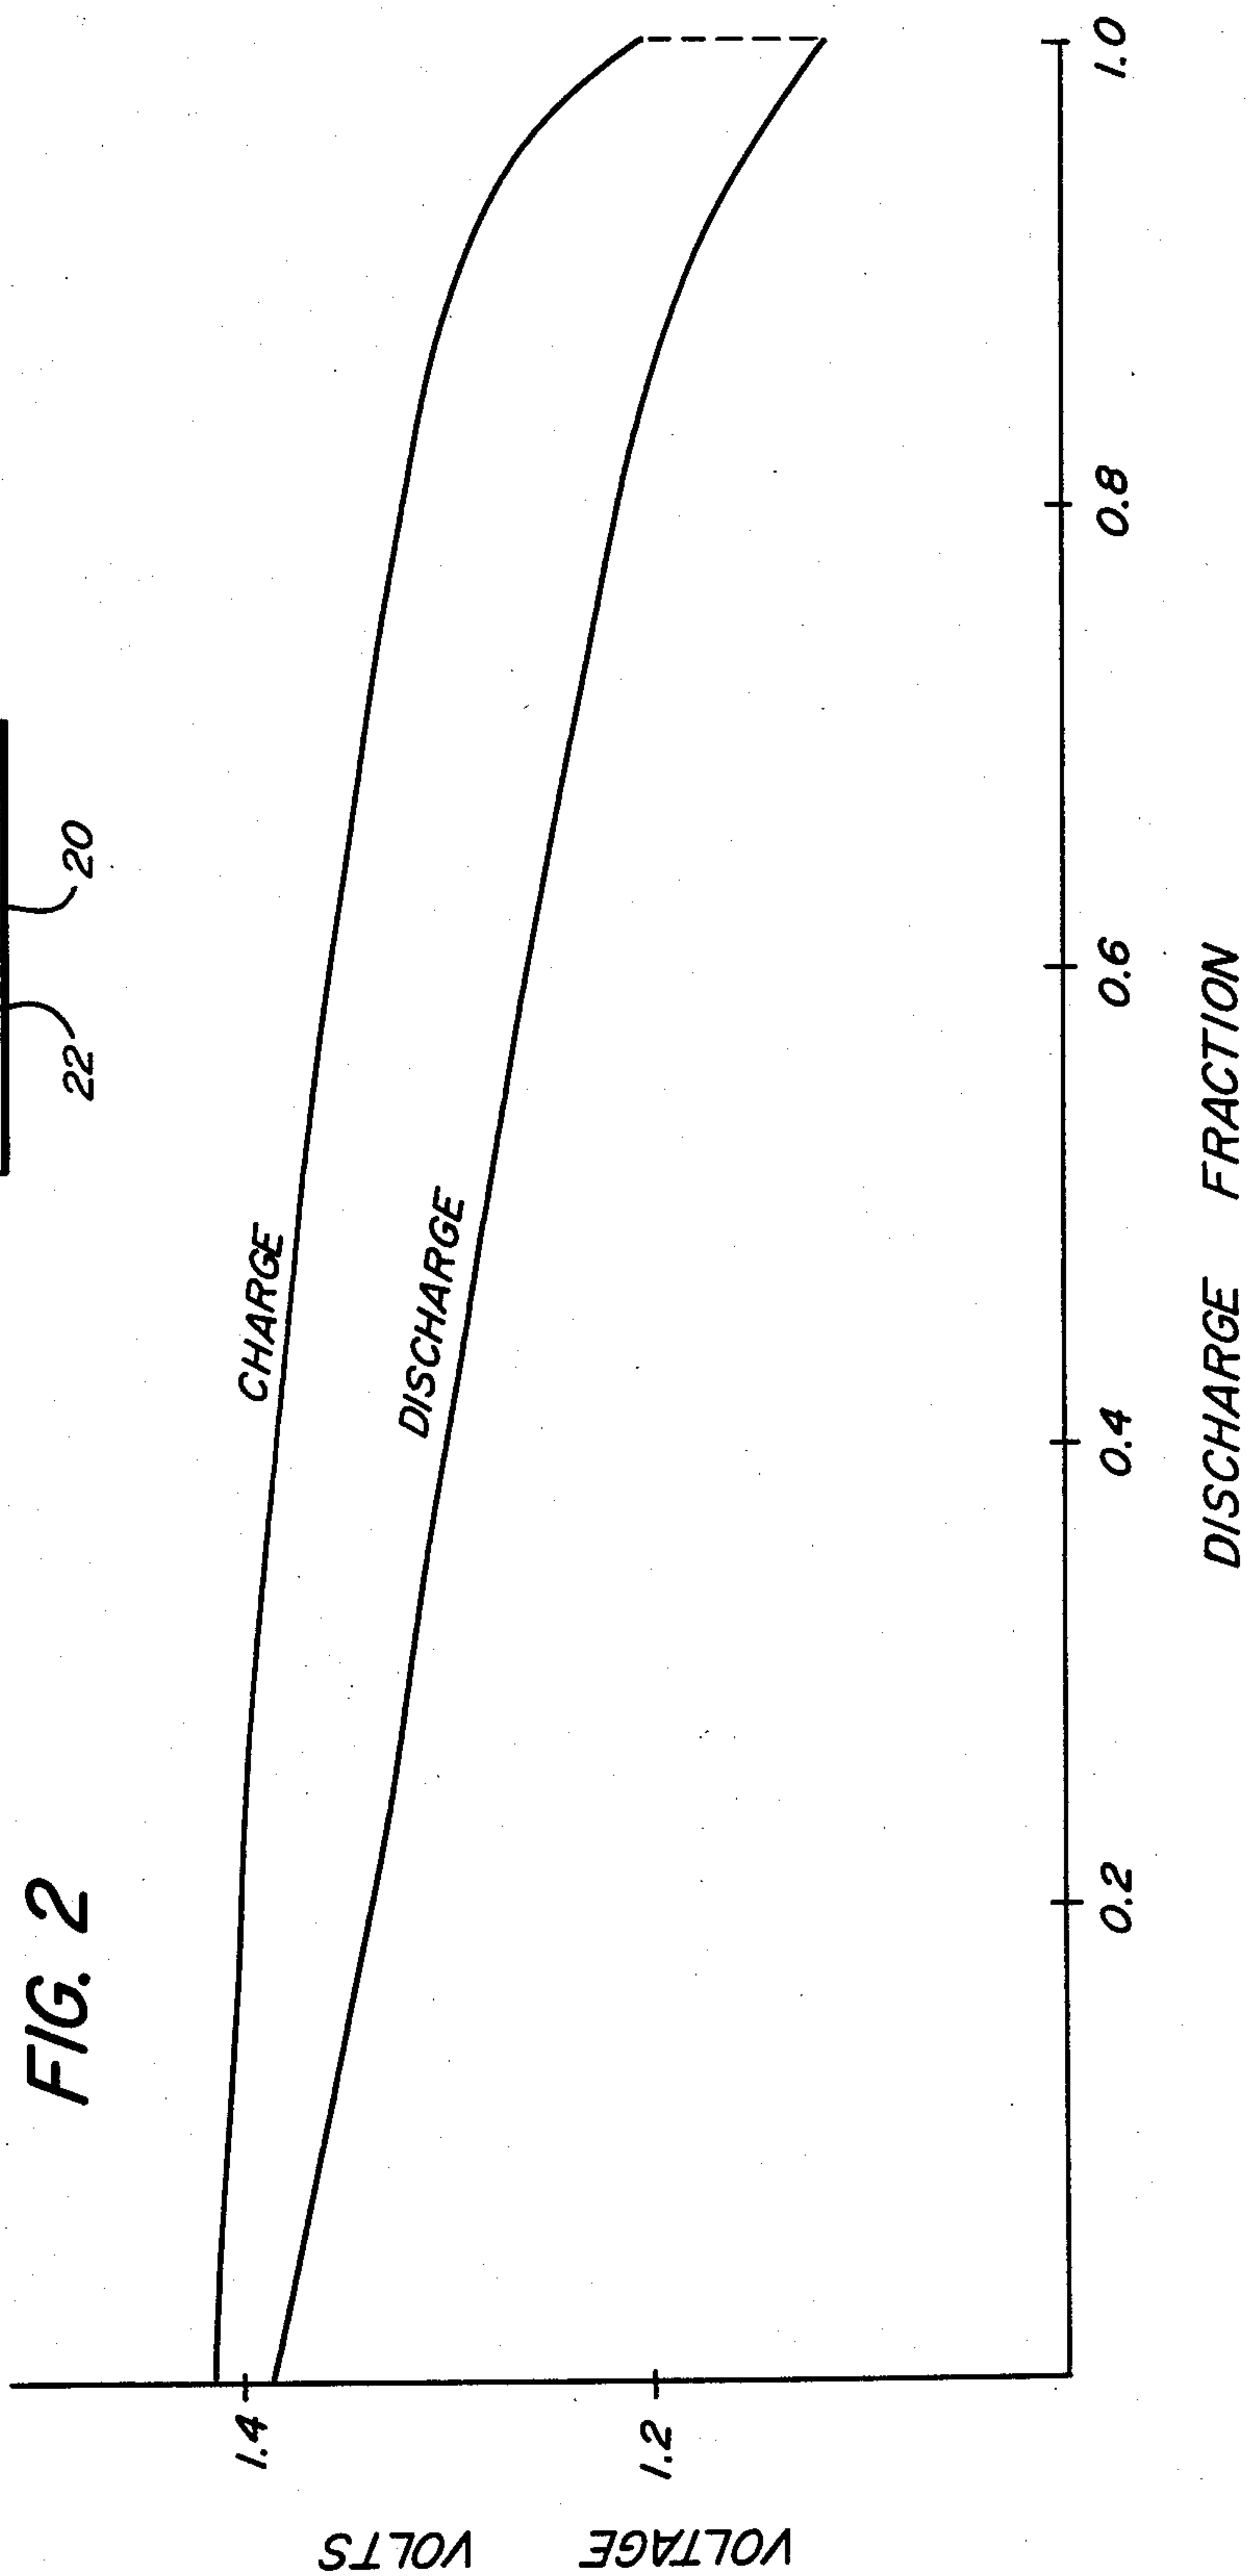 22
20
FIG. 2
VOLTAGE VOLTS
1.4
1.2
CHARGE
DISCHARGE
0.2
0.4
0.6
0.8
1.0
DISCHARGE FRACTION